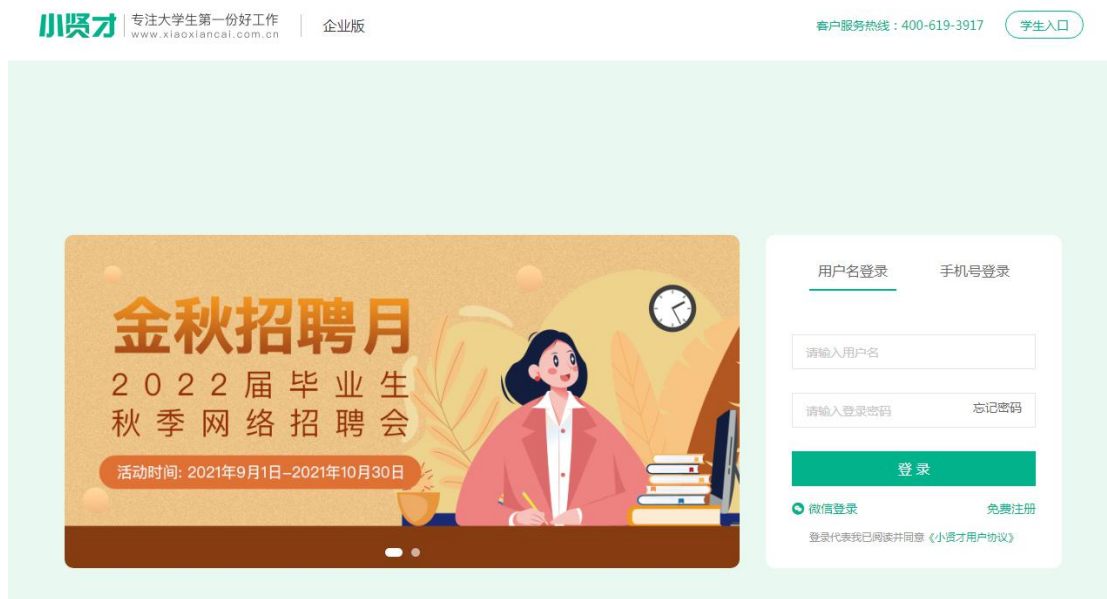 小贤才
专注大学生第一份好工作
www.xiaoxiancai.com.cn
企业版
客户服务热线：400-619-3917
学生入口
金秋招聘月
2022届毕业生
秋季网络招聘会
活动时间: 2021年9月1日-2021年10月30日
用户名登录
手机号登录
请输入用户名
请输入登录密码
忘记密码
登录
微信登录
免费注册
登录代表我已阅读并同意《小贤才用户协议》